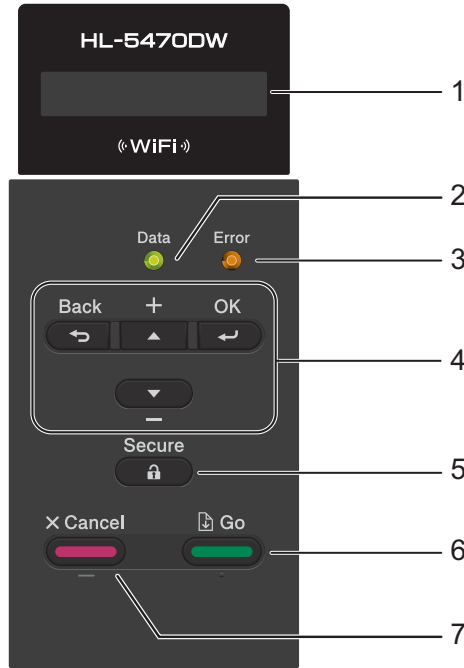 HL-5470DW
1
WiFi
2
Data Error
3
Back + OK
4
−
Secure
5
× Cancel Go
6
7